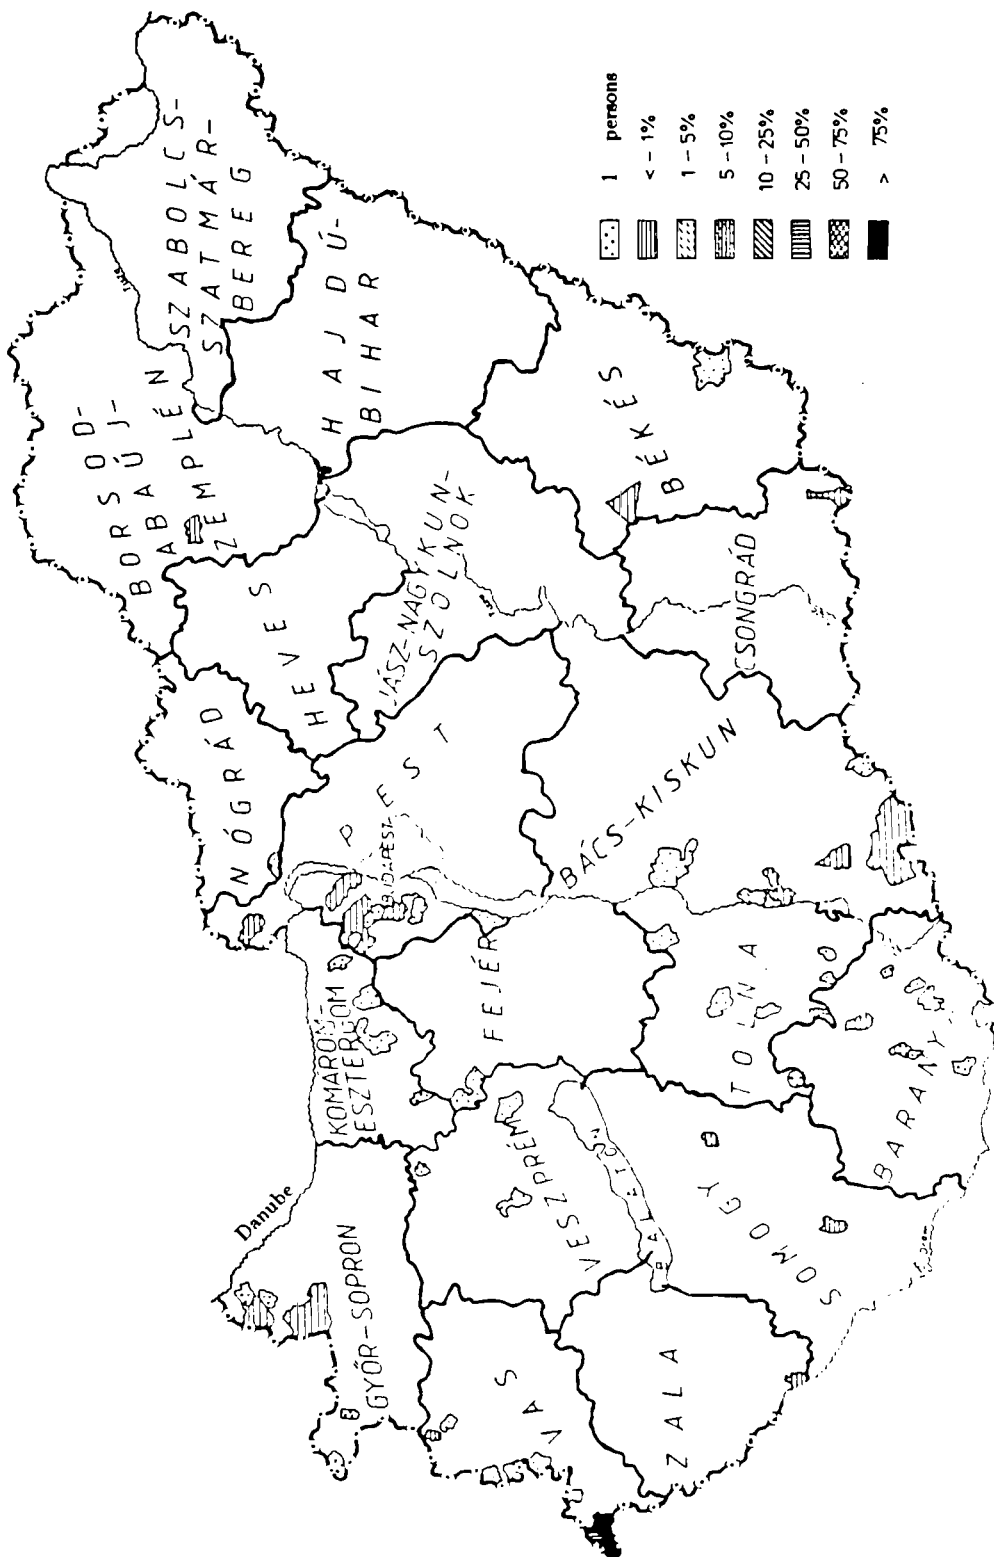 Danube
GYŐR-SOPRON
VAS
ZALA
VESZPRÉM
BALATON
SOMOGY
KOMÁROM-
ESZTERGOM
FEJÉR
TOLNA
BARANYA
NÓGRÁD
PEST
BUDAPEST
BÁCS-KISKUN
HEVES
JÁSZ-NAGYKUN-
SZOLNOK
CSONGRÁD
BORSOD-
ABAÚJ-
ZEMPLÉN
SZABOLCS-
SZATMÁR-
BEREG
HAJDÚ-
BIHAR
BÉKÉS
1 persons
< – 1%
1 – 5%
5 – 10%
10 – 25%
25 – 50%
50 – 75%
> 75%